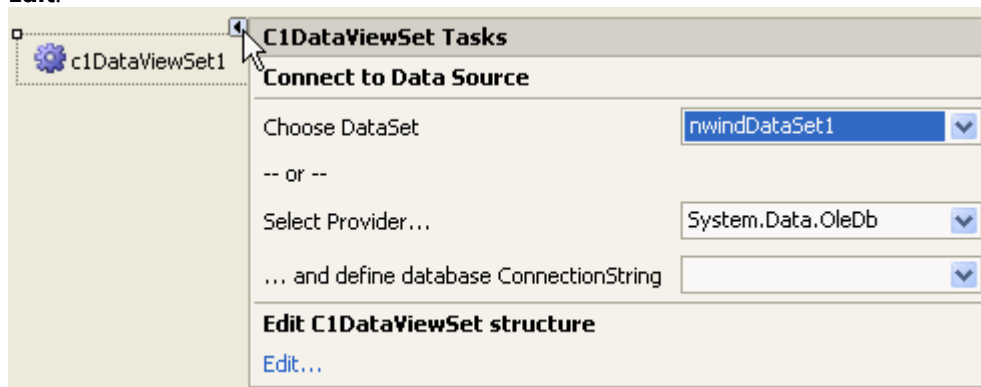 Edit.
c1DataViewSet1
C1DataViewSet Tasks
Connect to Data Source
Choose DataSet
nwindDataSet1
-- or --
Select Provider...
System.Data.OleDb
... and define database ConnectionString
Edit C1DataViewSet structure
Edit...